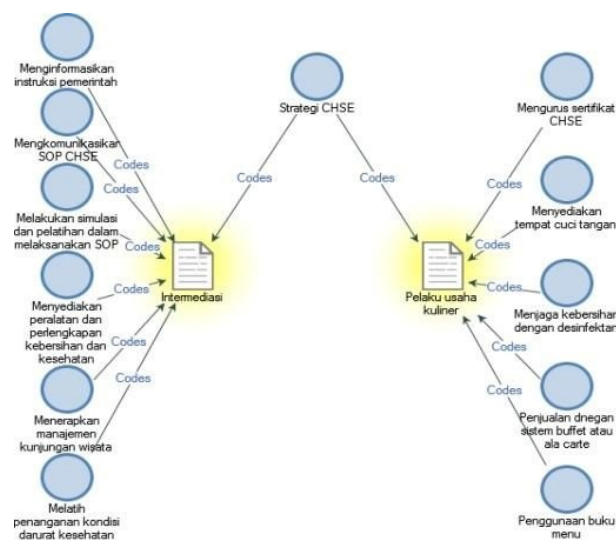 Menginformasikan
instruksi pemerintah
Strategi CHSE
Mengurus sertifikat
CHSE
Mengkomunikasikan
SOP CHSE
Codes
Codes
Codes
Codes
Codes
Melakukan simulasi
dan pelatihan dalam
melaksanakan SOP
Codes
Menyediakan
tempat cuci tangan
Codes
Codes
Intermediasi
Pelaku usaha
kuliner
Codes
Menyediakan
peralatan dan
perlengkapan
kebersihan dan
kesehatan
Codes
Menjaga kebersihan
dengan desinfektan
Codes
Codes
Codes
Codes
Menerapkan
manajemen
kunjungan wisata
Penjualan dnegan
sistem buffet atau
ala carte
Melatih
penanganan kondisi
darurat kesehatan
Penggunaan buku
menu